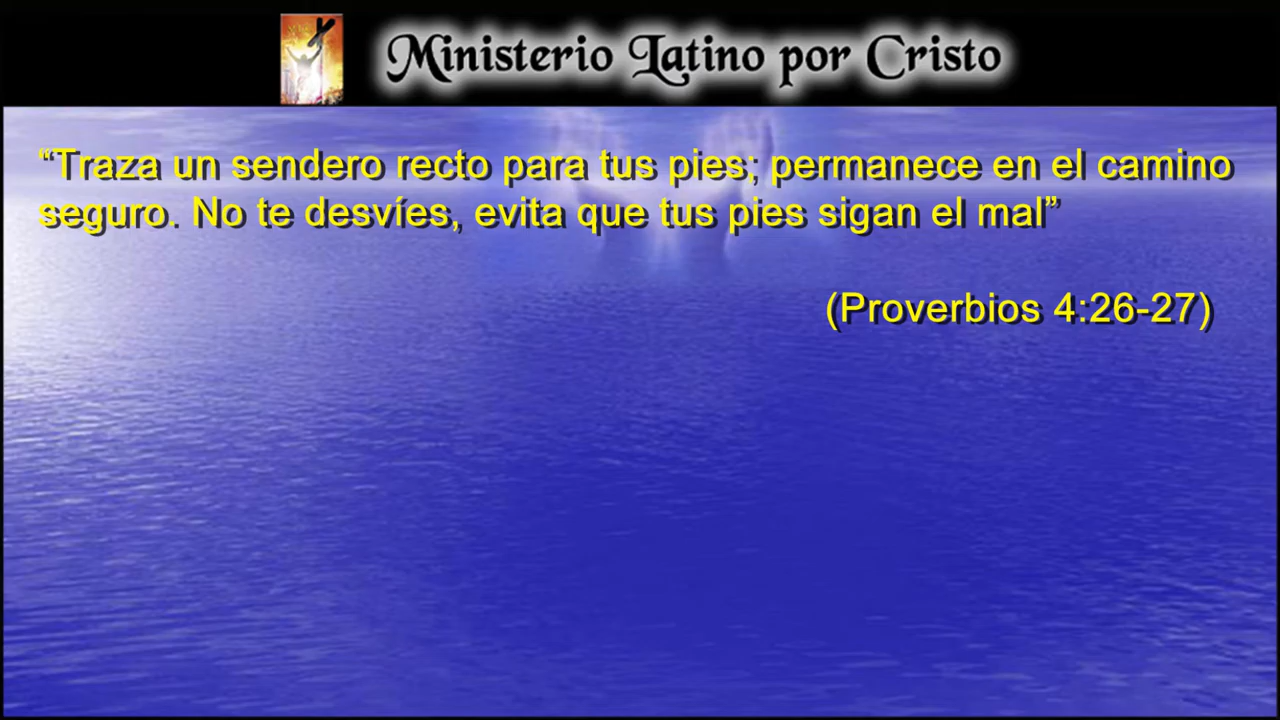 Ministerio Latino por Cristo
“Traza un sendero recto para tus pies; permanece en el camino
seguro. No te desvíes, evita que tus pies sigan el mal”
(Proverbios 4:26-27)